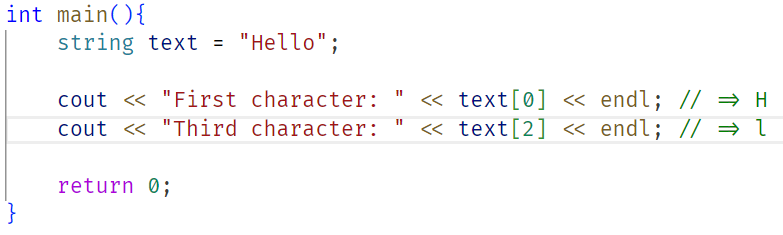 int main(){
    string text = "Hello";
    cout << "First character: " << text[0] << endl; // => H
    cout << "Third character: " << text[2] << endl; // => l
    return 0;
}